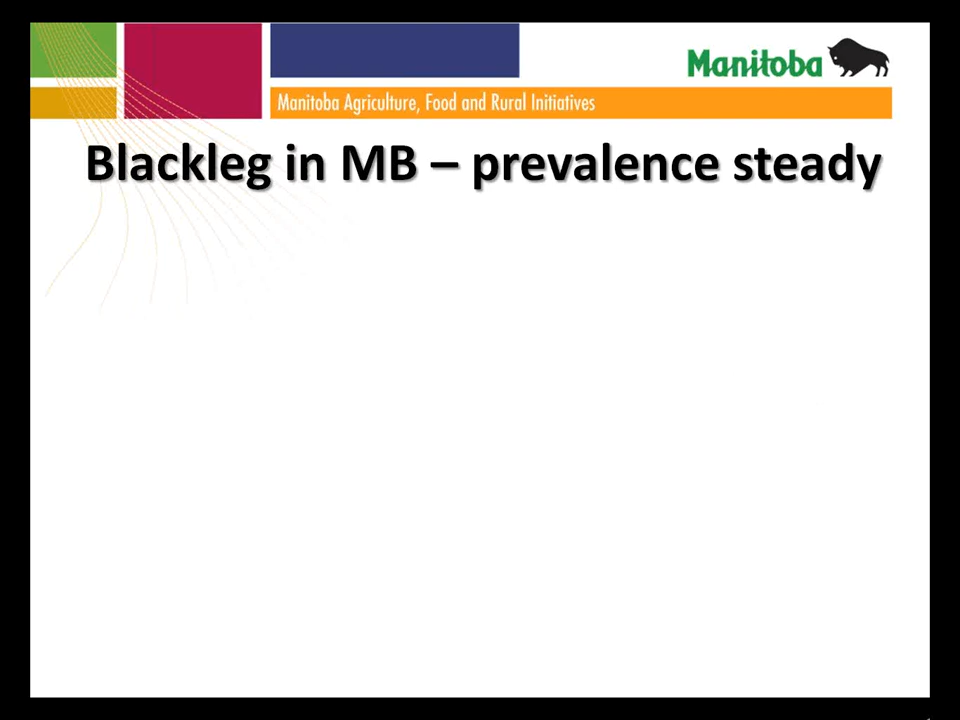 Manitoba
Manitoba Agriculture, Food and Rural Initiatives
Blackleg in MB – prevalence steady